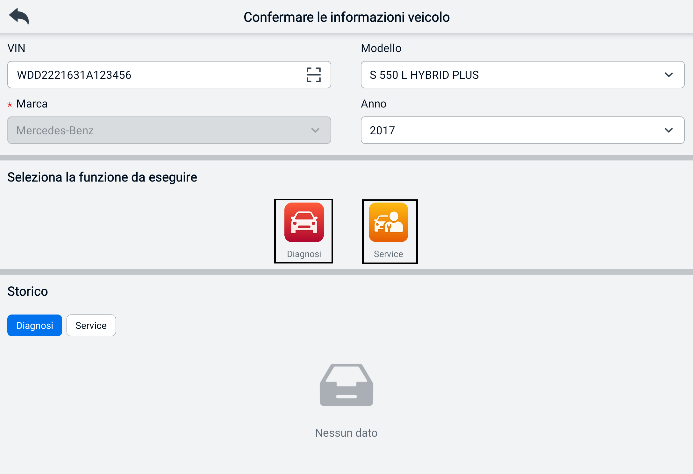 Confermare le informazioni veicolo
VIN
Modello
WDD2221631A123456
S 550 L HYBRID PLUS
* Marca
Anno
Mercedes-Benz
2017
Seleziona la funzione da eseguire
Diagnosi
Service
Storico
Diagnosi
Service
Nessun dato